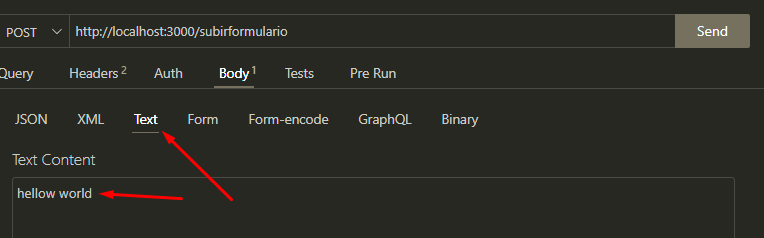 POST http://localhost:3000/subirformulario Send
Query Headers 2 Auth Body 1 Tests Pre Run
JSON XML Text Form Form-encode GraphQL Binary
Text Content
hellow world